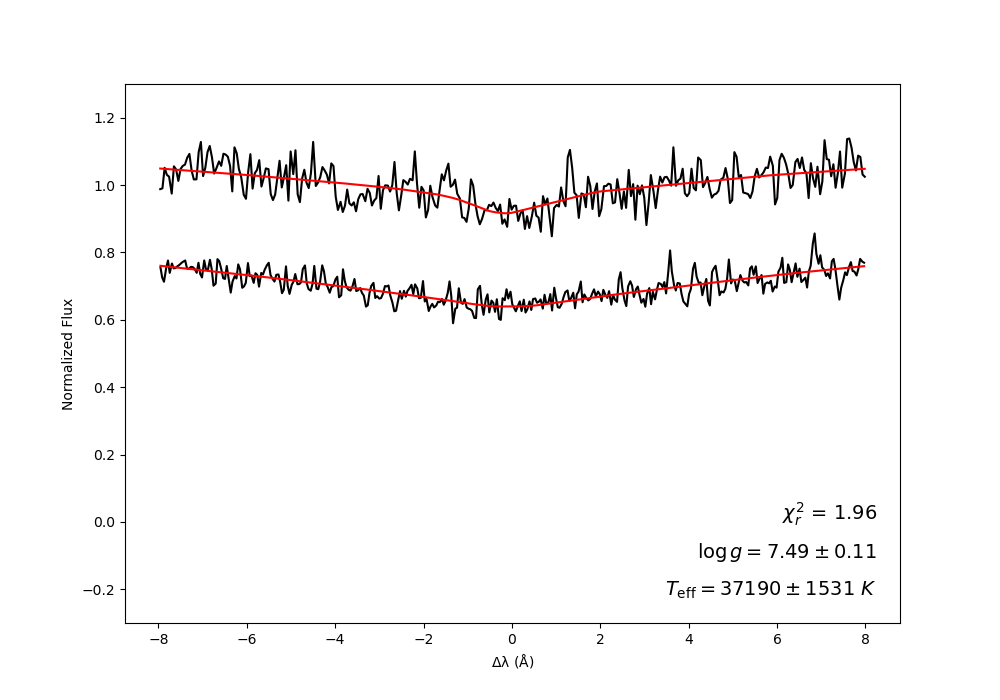 1.2
1.0
0.8
0.6
0.4
0.2
0.0
−0.2
Normalized Flux
χ²ᵣ = 1.96
log g = 7.49 ± 0.11
T_eff = 37190 ± 1531 K
−8 −6 −4 −2 0 2 4 6 8
Δλ (Å)